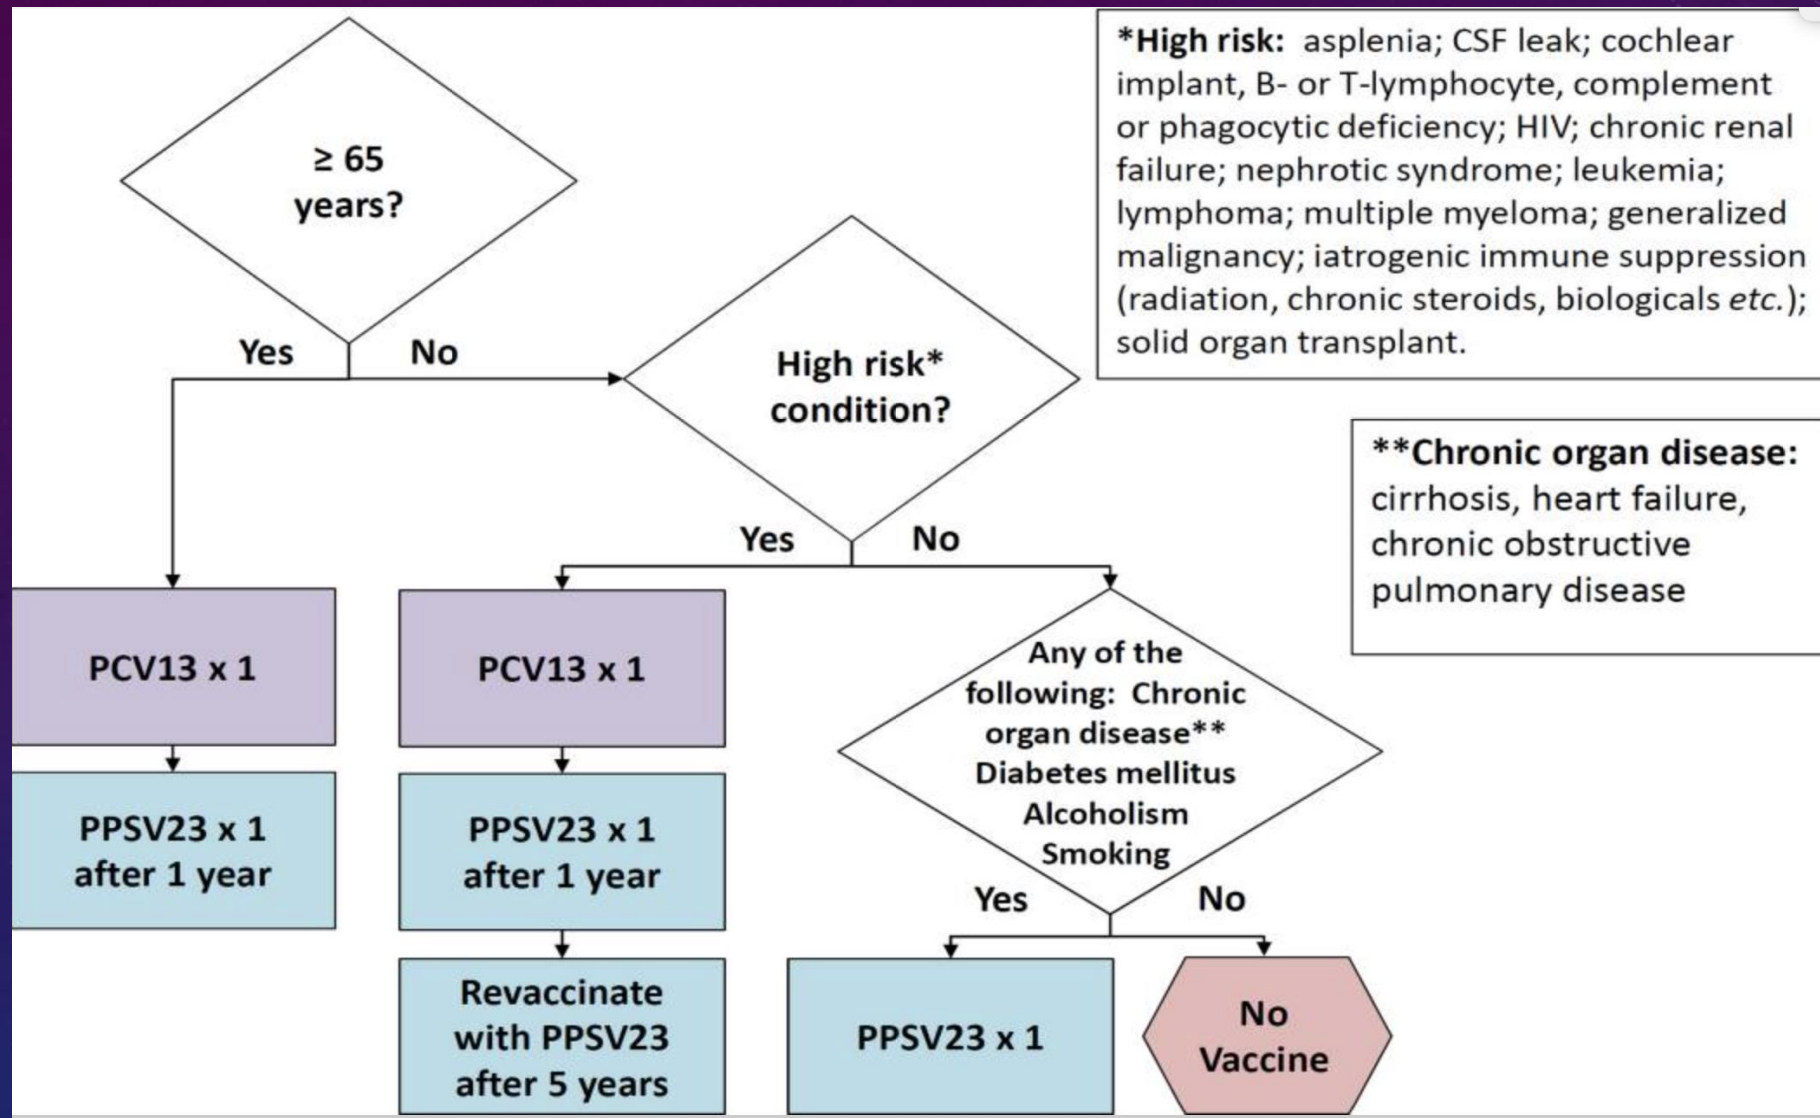 ≥ 65
years?
Yes
No
High risk*
condition?
Yes
No
*High risk: asplenia; CSF leak; cochlear
implant, B- or T-lymphocyte, complement
or phagocytic deficiency; HIV; chronic renal
failure; nephrotic syndrome; leukemia;
lymphoma; multiple myeloma; generalized
malignancy; iatrogenic immune suppression
(radiation, chronic steroids, biologicals etc.);
solid organ transplant.
**Chronic organ disease:
cirrhosis, heart failure,
chronic obstructive
pulmonary disease
PCV13 x 1
PPSV23 x 1
after 1 year
PCV13 x 1
PPSV23 x 1
after 1 year
Revaccinate
with PPSV23
after 5 years
Any of the
following: Chronic
organ disease**
Diabetes mellitus
Alcoholism
Smoking
Yes
No
PPSV23 x 1
No
Vaccine